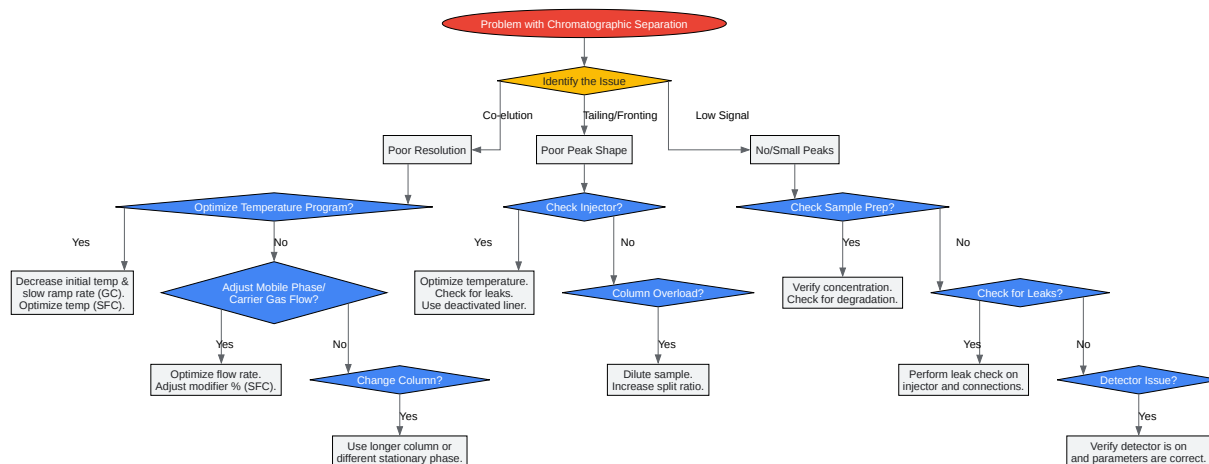 Problem with Chromatographic Separation
Identify the Issue
Co-elution
Tailing/Fronting
Low Signal
Poor Resolution
Poor Peak Shape
No/Small Peaks
Optimize Temperature Program?
Check Injector?
Check Sample Prep?
Yes
No
Yes
No
Yes
No
Decrease initial temp &
slow ramp rate (GC).
Optimize temp (SFC).
Adjust Mobile Phase/
Carrier Gas Flow?
Optimize temperature.
Check for leaks.
Use deactivated liner.
Column Overload?
Verify concentration.
Check for degradation.
Check for Leaks?
Yes
No
Yes
Yes
No
Optimize flow rate.
Adjust modifier % (SFC).
Change Column?
Dilute sample.
Increase split ratio.
Perform leak check on
injector and connections.
Detector Issue?
Yes
Yes
Use longer column or
different stationary phase.
Verify detector is on
and parameters are correct.